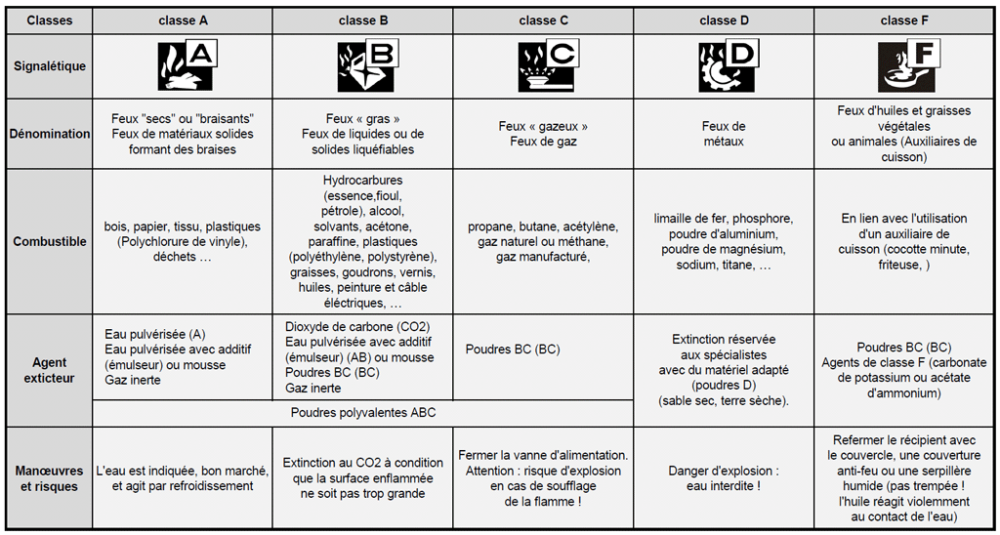 Classes
classe A
classe B
classe C
classe D
classe F
Signalétique
A
B
C
D
F
Dénomination
Feux "secs" ou "braisants"
Feux de matériaux solides
formant des braises
Feux « gras »
Feux de liquides ou de
solides liquéfiables
Feux « gazeux »
Feux de gaz
Feux de
métaux
Feux d'huiles et graisses
végétales
ou animales (Auxiliaires de
cuisson)
Combustible
bois, papier, tissu, plastiques
(Polychlorure de vinyle),
déchets …
Hydrocarbures
(essence,fioul,
pétrole), alcool,
solvants, acétone,
paraffine, plastiques
(polyéthylène, polystyrène),
graisses, goudrons, vernis,
huiles, peinture et câble
éléctriques, …
propane, butane, acétylène,
gaz naturel ou méthane,
gaz manufacturé,
limaille de fer, phosphore,
poudre d'aluminium,
poudre de magnésium,
sodium, titane, …
En lien avec l'utilisation
d'un auxiliaire de
cuisson (cocotte minute,
friteuse, )
Agent
exticteur
Eau pulvérisée (A)
Eau pulvérisée avec additif
(émulseur) ou mousse
Gaz inerte
Dioxyde de carbone (CO2)
Eau pulvérisée avec additif
(émulseur) (AB) ou mousse
Poudres BC (BC)
Gaz inerte
Poudres BC (BC)
Poudres polyvalentes ABC
Extinction réservée
aux spécialistes
avec du matériel adapté
(poudres D)
(sable sec, terre sèche).
Poudres BC (BC)
Agents de classe F (carbonate
de potassium ou acétate
d'ammonium)
Manœuvres
et risques
L'eau est indiquée, bon marché,
et agit par refroidissement
Extinction au CO2 à condition
que la surface enflammée
ne soit pas trop grande
Fermer la vanne d'alimentation.
Attention : risque d'explosion
en cas de soufflage
de la flamme !
Danger d'explosion :
eau interdite !
Refermer le récipient avec
le couvercle, une couverture
anti-feu ou une serpillère
humide (pas trempée !
l'huile réagit violemment
au contact de l'eau)